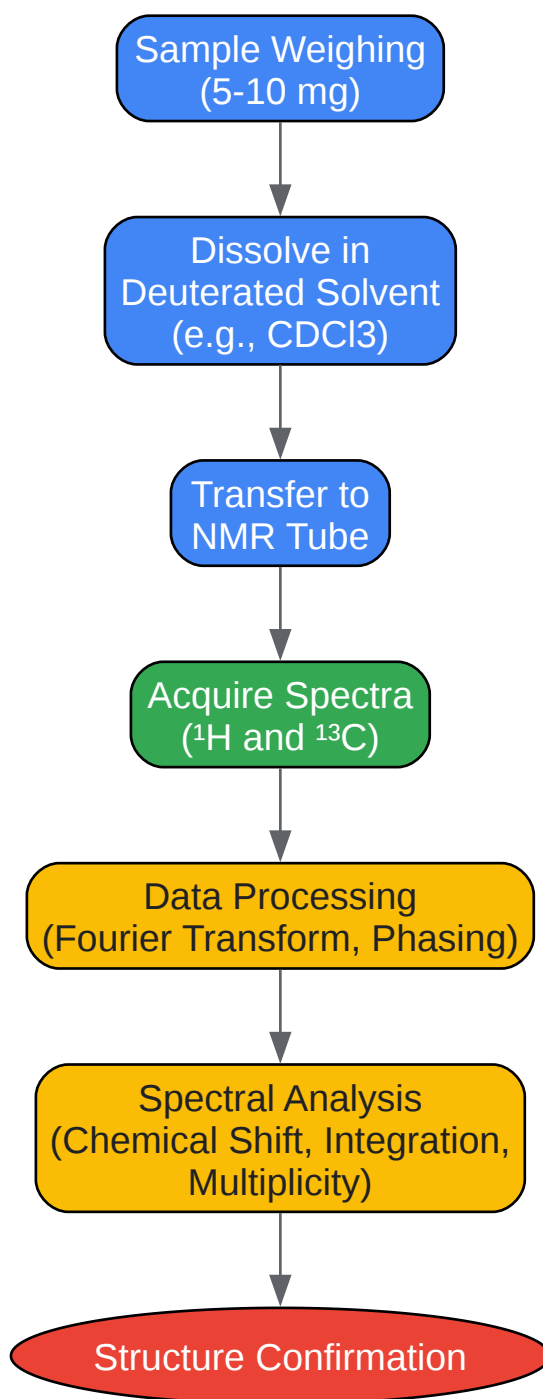 Sample Weighing
(5-10 mg)
Dissolve in
Deuterated Solvent
(e.g., CDCl3)
Transfer to
NMR Tube
Acquire Spectra
(¹H and ¹³C)
Data Processing
(Fourier Transform, Phasing)
Spectral Analysis
(Chemical Shift, Integration,
Multiplicity)
Structure Confirmation